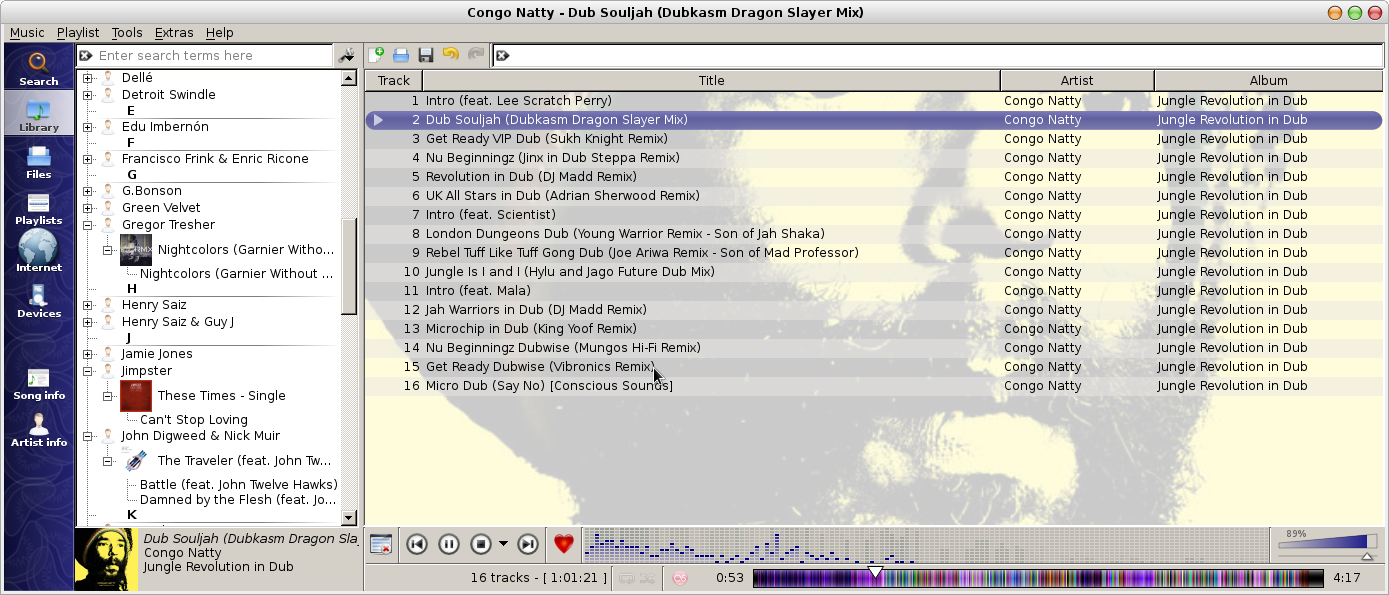 Congo Natty - Dub Souljah (Dubkasm Dragon Slayer Mix)
Music Playlist Tools Extras Help
Search
Library
Files
Playlists
Internet
Devices
Song info
Artist info
Enter search terms here
Dellé
Detroit Swindle
E
Edu Imbernón
F
Francisco Frink & Enric Ricone
G
G.Bonson
Green Velvet
Gregor Tresher
Nightcolors (Garnier Witho...
Nightcolors (Garnier Without ...
H
Henry Saiz
Henry Saiz & Guy J
J
Jamie Jones
Jimpster
These Times - Single
Can't Stop Loving
John Digweed & Nick Muir
The Traveler (feat. John Tw...
Battle (feat. John Twelve Hawks)
Damned by the Flesh (feat. Jo...
K
Track Title Artist Album
1 Intro (feat. Lee Scratch Perry) Congo Natty Jungle Revolution in Dub
2 Dub Souljah (Dubkasm Dragon Slayer Mix) Congo Natty Jungle Revolution in Dub
3 Get Ready VIP Dub (Sukh Knight Remix) Congo Natty Jungle Revolution in Dub
4 Nu Beginningz (Jinx in Dub Steppa Remix) Congo Natty Jungle Revolution in Dub
5 Revolution in Dub (DJ Madd Remix) Congo Natty Jungle Revolution in Dub
6 UK All Stars in Dub (Adrian Sherwood Remix) Congo Natty Jungle Revolution in Dub
7 Intro (feat. Scientist) Congo Natty Jungle Revolution in Dub
8 London Dungeons Dub (Young Warrior Remix - Son of Jah Shaka) Congo Natty Jungle Revolution in Dub
9 Rebel Tuff Like Tuff Gong Dub (Joe Ariwa Remix - Son of Mad Professor) Congo Natty Jungle Revolution in Dub
10 Jungle Is I and I (Hylu and Jago Future Dub Mix) Congo Natty Jungle Revolution in Dub
11 Intro (feat. Mala) Congo Natty Jungle Revolution in Dub
12 Jah Warriors in Dub (DJ Madd Remix) Congo Natty Jungle Revolution in Dub
13 Microchip in Dub (King Yoof Remix) Congo Natty Jungle Revolution in Dub
14 Nu Beginningz Dubwise (Mungos Hi-Fi Remix) Congo Natty Jungle Revolution in Dub
15 Get Ready Dubwise (Vibronics Remix) Congo Natty Jungle Revolution in Dub
16 Micro Dub (Say No) [Conscious Sounds] Congo Natty Jungle Revolution in Dub
Dub Souljah (Dubkasm Dragon Sla
Congo Natty
Jungle Revolution in Dub
89%
16 tracks - [ 1:01:21 ] 0:53 4:17